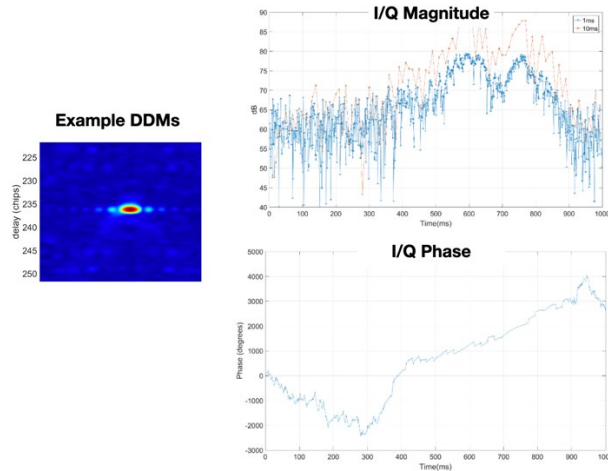 I/Q Magnitude
90
85
80
75
70
65
60
55
50
45
40
dB
1ms
10ms
0 100 200 300 400 500 600 700 800 900 1000
Time(ms)
Example DDMs
225
230
235
240
245
250
delay (chips)
I/Q Phase
5000
4000
3000
2000
1000
0
-1000
-2000
-3000
Phase (degrees)
0 100 200 300 400 500 600 700 800 900 1000
Time(ms)